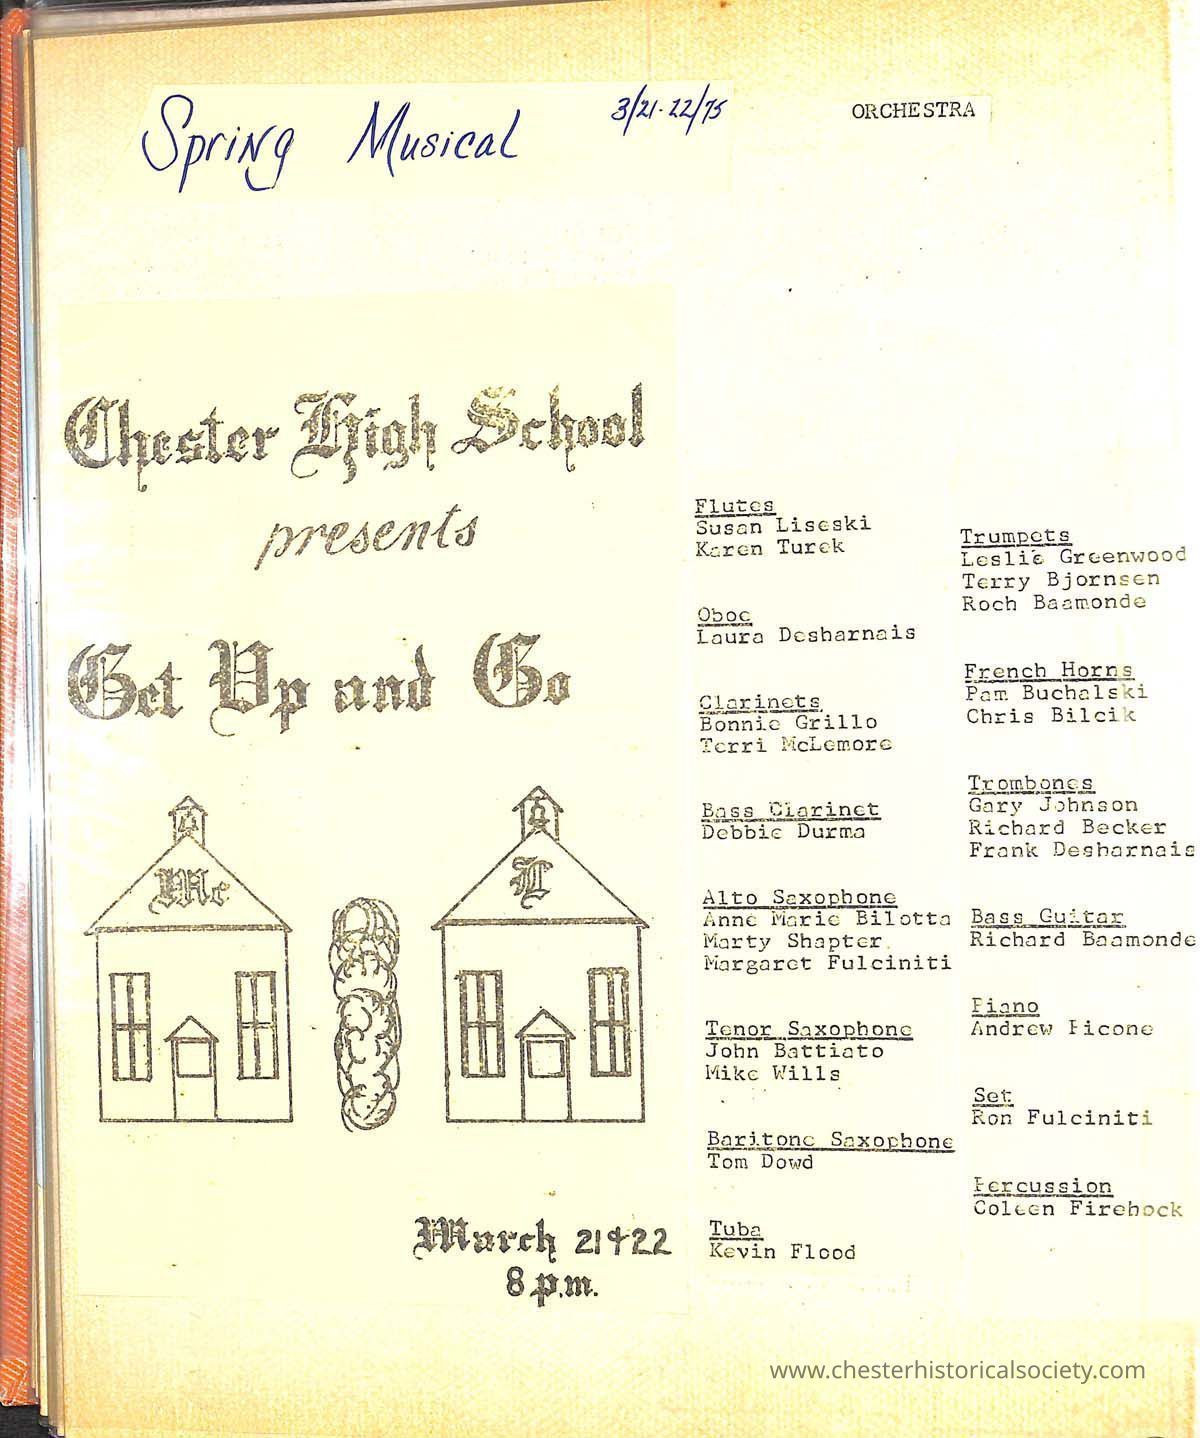 Spring Musical 3/21-22/75
ORCHESTRA
Chester High School
presents
Get Up and Go
Mc
L
March 21 & 22
8 p.m.
Flutes
Susan Liseski
Karen Turek
Oboe
Laura Desharnais
Clarinets
Bonnie Grillo
Terri McLemore
Bass Clarinet
Debbie Durma
Alto Saxophone
Anne Marie Bilotta
Marty Shapter
Margaret Fulciniti
Tenor Saxophone
John Battiato
Mike Wills
Baritone Saxophone
Tom Dowd
Tuba
Kevin Flood
Trumpets
Leslie Greenwood
Terry Bjornsen
Roch Baamonde
French Horns
Pam Buchalski
Chris Bilcik
Trombones
Gary Johnson
Richard Becker
Frank Desharnais
Bass Guitar
Richard Baamonde
Piano
Andrew Picone
Set
Ron Fulciniti
Percussion
Coleen Firehock
www.chesterhistoricalsociety.com